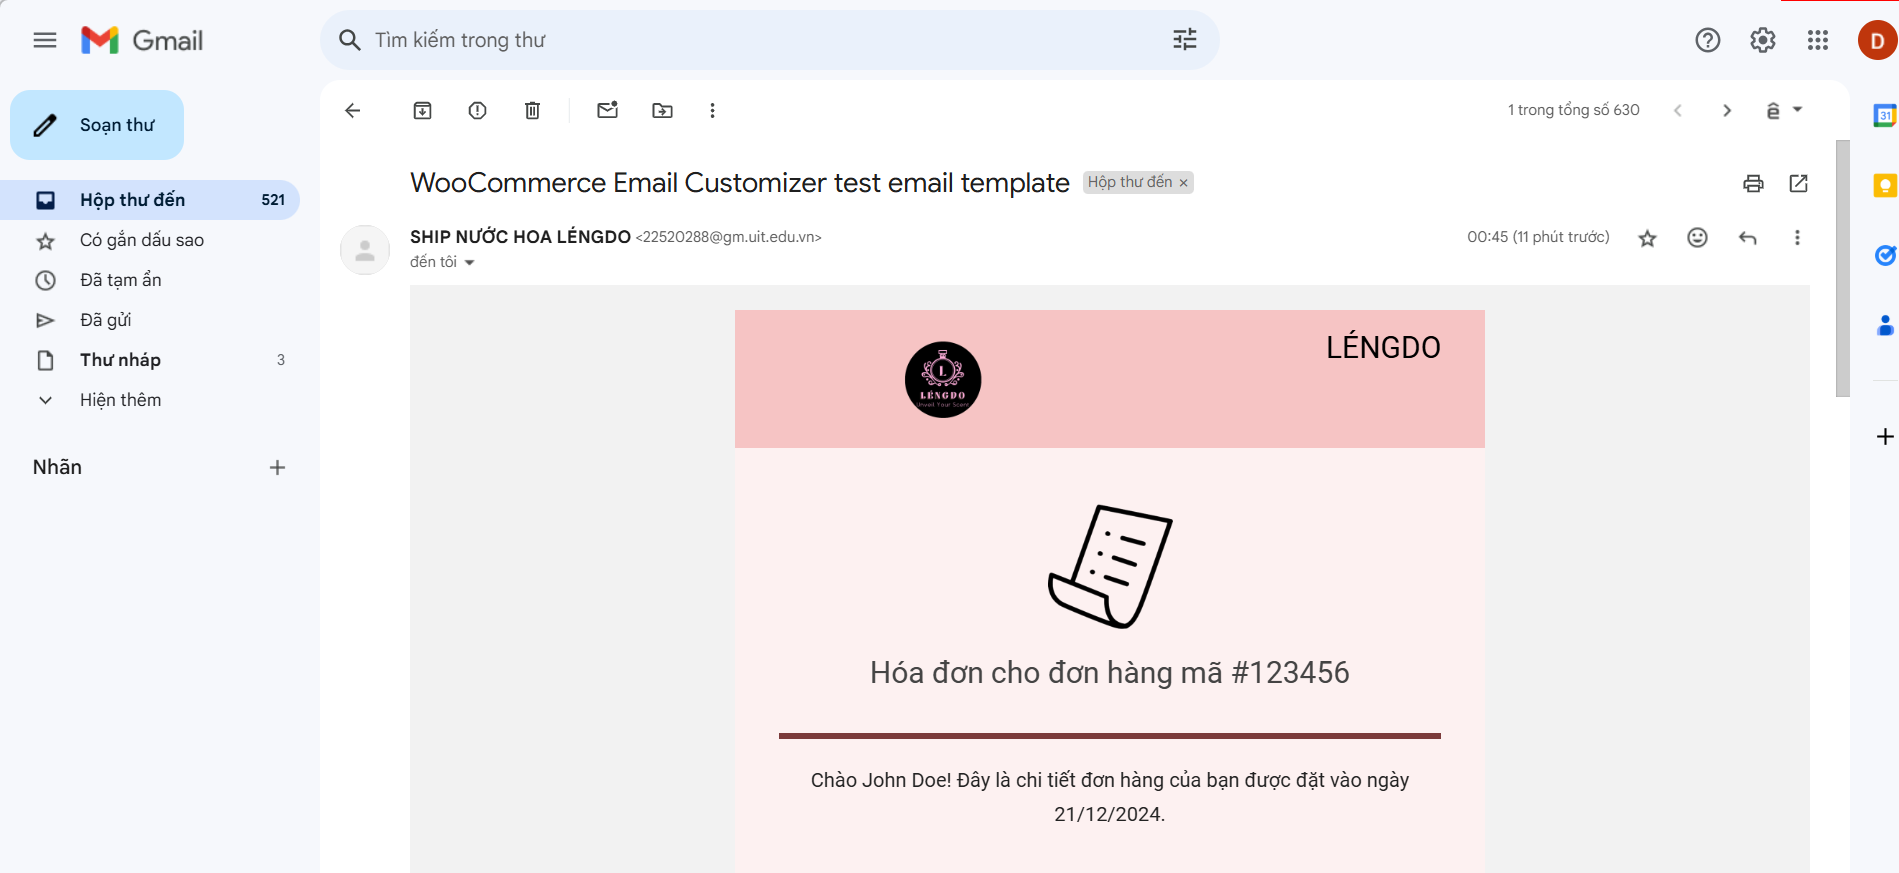 Gmail
Tìm kiếm trong thư
D
Soạn thư
1 trong tổng số 630
ê
31
Hộp thư đến 521
Có gắn dấu sao
Đã tạm ẩn
Đã gửi
Thư nháp 3
Hiện thêm
Nhãn
WooCommerce Email Customizer test email template Hộp thư đến ×
SHIP NƯỚC HOA LÉNGDO <22520288@gm.uit.edu.vn> 00:45 (11 phút trước)
đến tôi
L
LÉNGDO
Unveil Your Scent
LÉNGDO
Hóa đơn cho đơn hàng mã #123456
Chào John Doe! Đây là chi tiết đơn hàng của bạn được đặt vào ngày
21/12/2024.